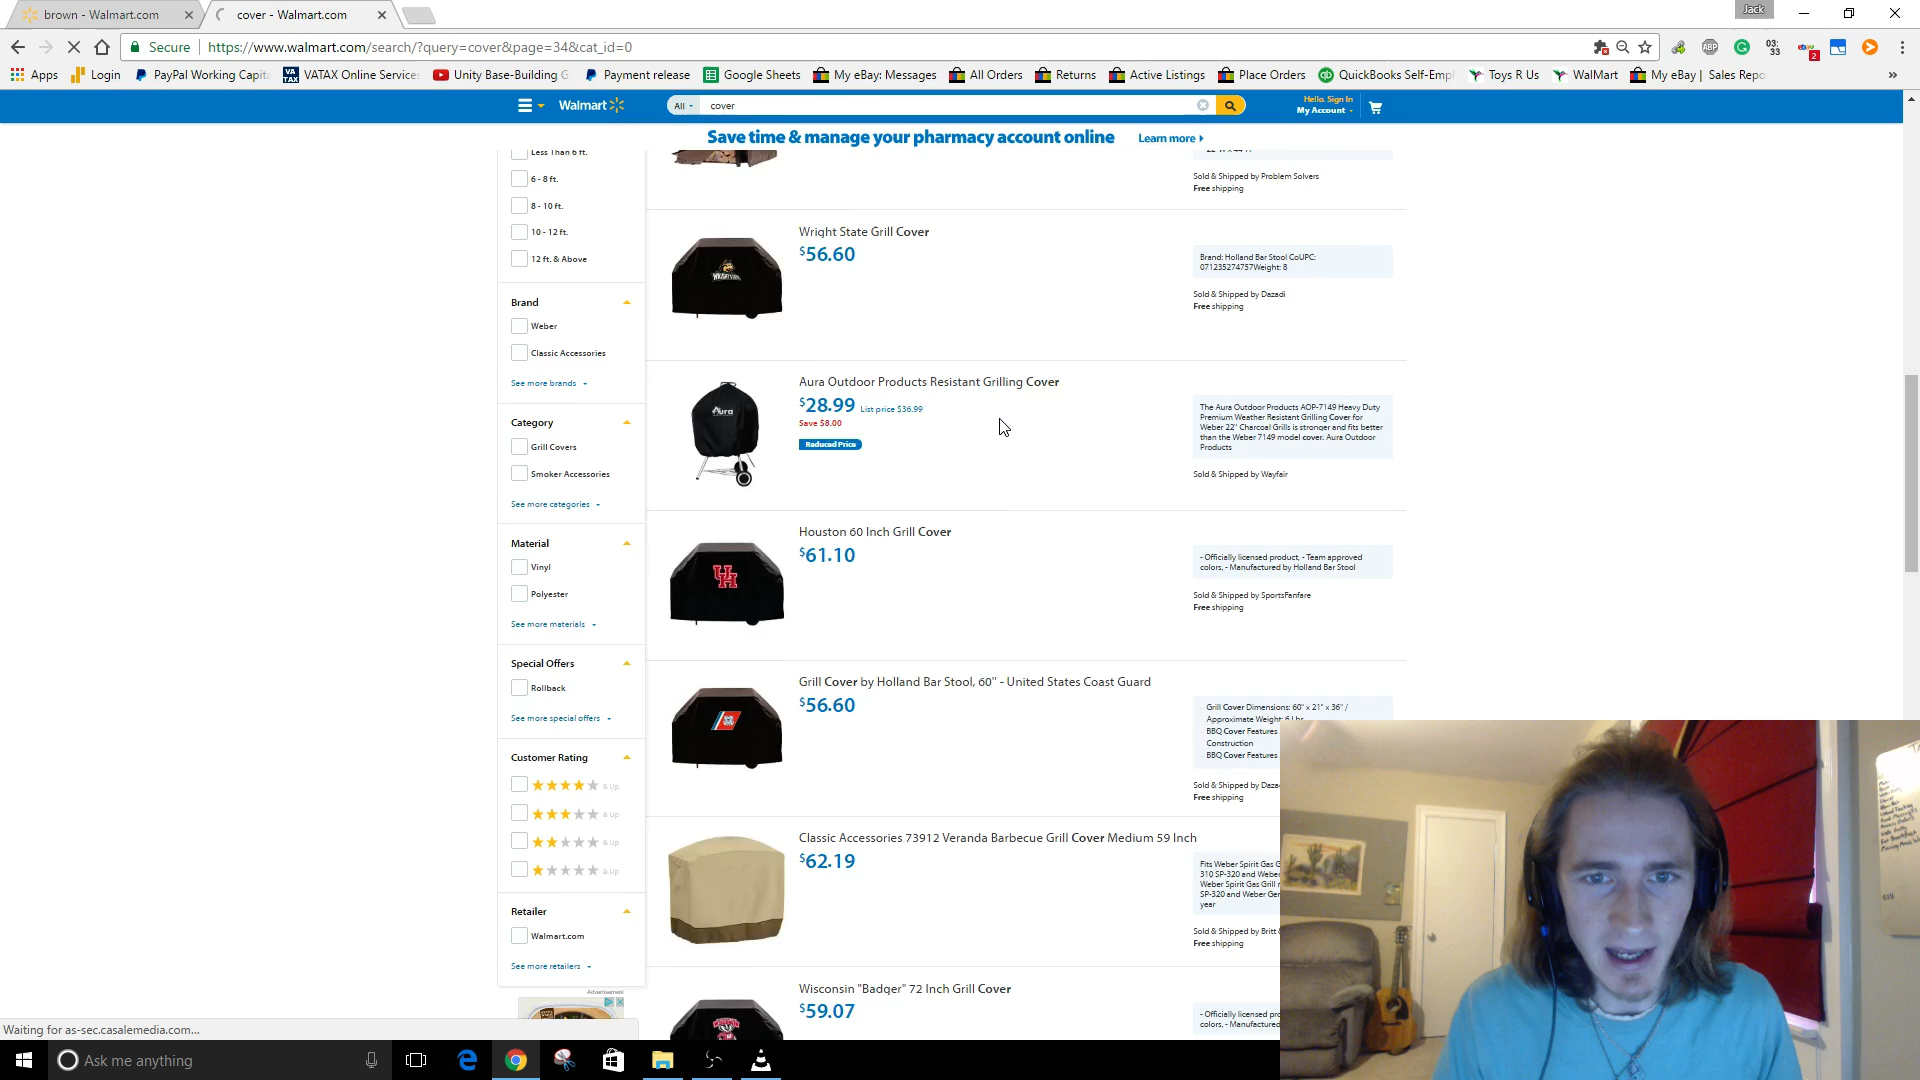 brown - Walmart.com
cover - Walmart.com
Jack
Secure
https://www.walmart.com/search/?query=cover&page=34&cat_id=0
ABP
03:
33
2
Apps
Login
PayPal Working Capit
VA TAX
VATAX Online Service
Unity Base-Building G
Payment release
Google Sheets
My eBay: Messages
All Orders
Returns
Active Listings
Place Orders
QuickBooks Self-Empl
Toys R Us
WalMart
My eBay | Sales Repo
Walmart
All
cover
Hello. Sign In
My Account
Save time & manage your pharmacy account online
Learn more
Less Than 6 ft.
6 - 8 ft.
8 - 10 ft.
10 - 12 ft.
12 ft. & Above
Brand
Weber
Classic Accessories
See more brands
Category
Grill Covers
Smoker Accessories
See more categories
Material
Vinyl
Polyester
See more materials
Special Offers
Rollback
See more special offers
Customer Rating
& Up
& Up
& Up
& Up
Retailer
Walmart.com
See more retailers
Advertisement
Sold & Shipped by Problem Solvers
Free shipping
Wright State Grill Cover
$56.60
WRIGHT STATE
Brand: Holland Bar Stool CoUPC:
071235274757Weight: 8
Sold & Shipped by Dazadi
Free shipping
Aura Outdoor Products Resistant Grilling Cover
$28.99 List price $36.99
Save $8.00
Reduced Price
Aura
The Aura Outdoor Products AOP-7149 Heavy Duty
Premium Weather Resistant Grilling Cover for
Weber 22" Charcoal Grills is stronger and fits better
than the Weber 7149 model cover. Aura Outdoor
Products
Sold & Shipped by Wayfair
Houston 60 Inch Grill Cover
$61.10
UH
- Officially licensed product, - Team approved
colors, - Manufactured by Holland Bar Stool
Sold & Shipped by SportsFanfare
Free shipping
Grill Cover by Holland Bar Stool, 60" - United States Coast Guard
$56.60
Grill Cover Dimensions: 60" x 21" x 36" /
Approximate Weight: 6 Lbs
BBQ Cover Features
Construction
BBQ Cover Features
Sold & Shipped by Daza
Free shipping
Classic Accessories 73912 Veranda Barbecue Grill Cover Medium 59 Inch
$62.19
Fits Weber Spirit Gas G
310 SP-320 and Weber
Weber Spirit Gas Grill
SP-320 and Weber Ge
year
Sold & Shipped by Britt
Free shipping
Wisconsin "Badger" 72 Inch Grill Cover
$59.07
- Officially licensed p
colors, - Manufactured
Waiting for as-sec.casalemedia.com...
Ask me anything